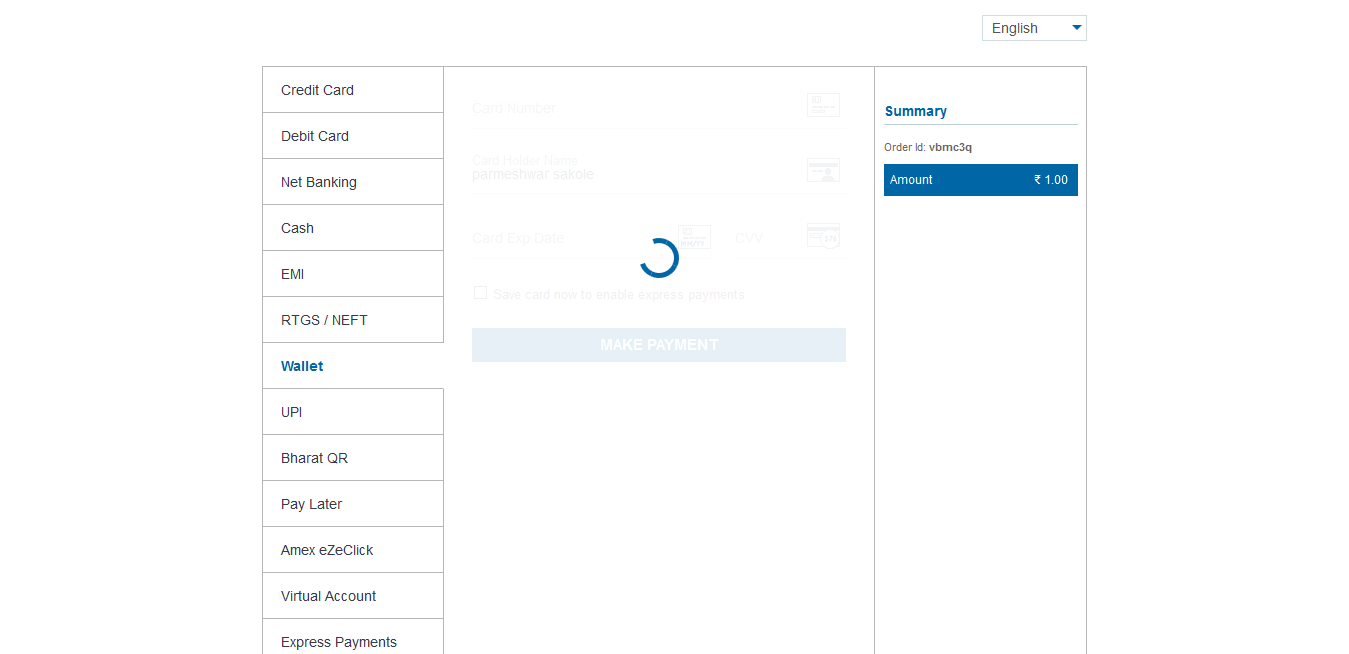 English
Credit Card
Debit Card
Net Banking
Cash
EMI
RTGS / NEFT
Wallet
UPI
Bharat QR
Pay Later
Amex eZeClick
Virtual Account
Express Payments
Card Number
Card Holder Name
parmeshwar sakole
Card Exp Date
MM/YY
CVV
Save card now to enable express payments
MAKE PAYMENT
Summary
Order Id: vbmc3q
Amount ₹ 1.00